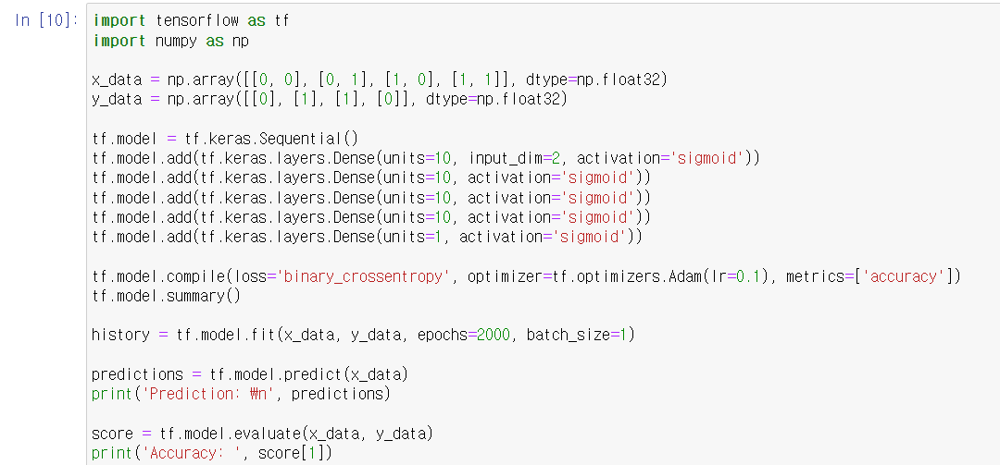 In [10]:
import tensorflow as tf
import numpy as np
x_data = np.array([[0, 0], [0, 1], [1, 0], [1, 1]], dtype=np.float32)
y_data = np.array([[0], [1], [1], [0]], dtype=np.float32)
tf.model = tf.keras.Sequential()
tf.model.add(tf.keras.layers.Dense(units=10, input_dim=2, activation='sigmoid'))
tf.model.add(tf.keras.layers.Dense(units=10, activation='sigmoid'))
tf.model.add(tf.keras.layers.Dense(units=10, activation='sigmoid'))
tf.model.add(tf.keras.layers.Dense(units=10, activation='sigmoid'))
tf.model.add(tf.keras.layers.Dense(units=1, activation='sigmoid'))
tf.model.compile(loss='binary_crossentropy', optimizer=tf.optimizers.Adam(lr=0.1), metrics=['accuracy'])
tf.model.summary()
history = tf.model.fit(x_data, y_data, epochs=2000, batch_size=1)
predictions = tf.model.predict(x_data)
print('Prediction: ₩n', predictions)
score = tf.model.evaluate(x_data, y_data)
print('Accuracy: ', score[1])